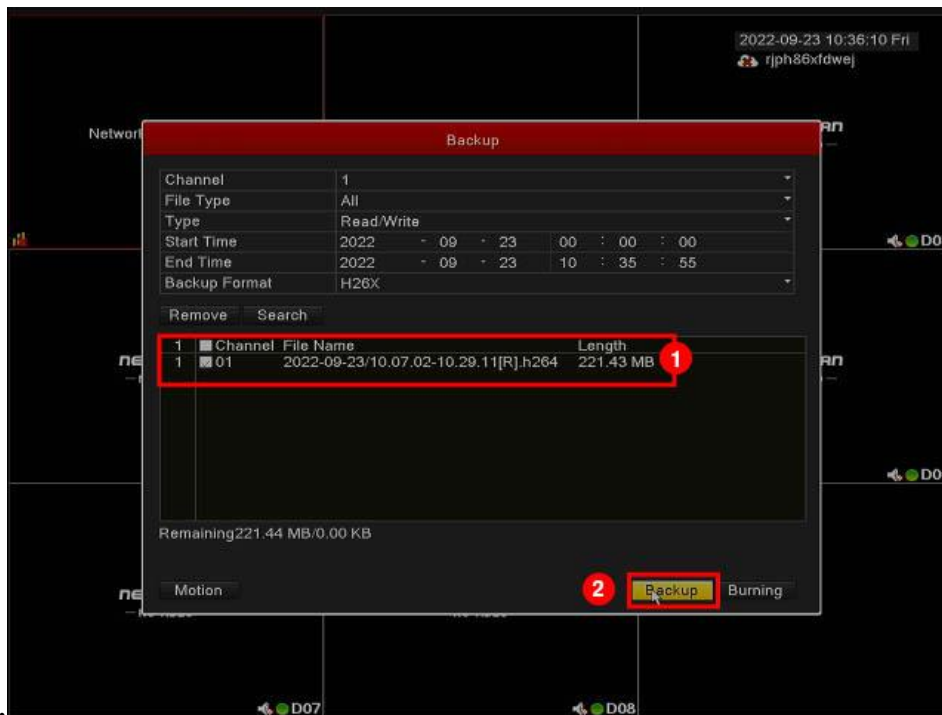 2022-09-23 10:36:10 Fri
rjph86xfdwej
Network
Backup
Channel 1
File Type All
Type Read/Write
Start Time 2022 - 09 - 23 00 : 00 : 00
End Time 2022 - 09 - 23 10 : 35 : 55
Backup Format H26X
Remove Search
1 Channel File Name Length
1 01 2022-09-23/10.07.02-10.29.11[R].h264 221.43 MB
1
Remaining221.44 MB/0.00 KB
Motion 2 Backup Burning
D07 D08